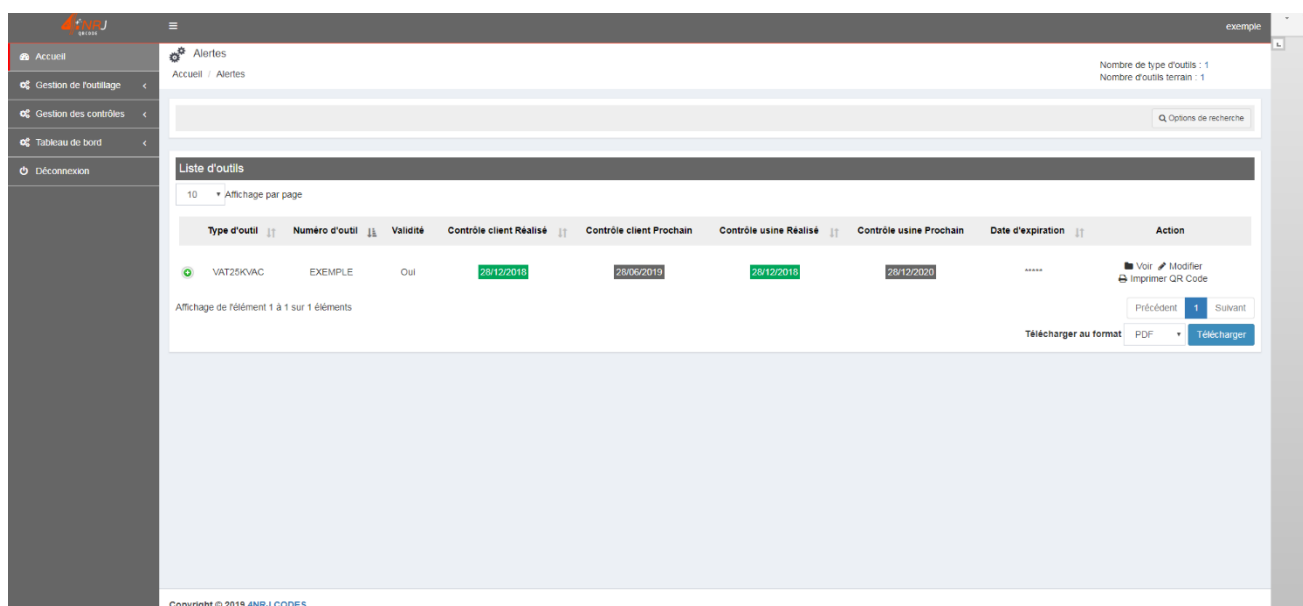 4NRJ
QRCODE
exemple
Accueil
Gestion de l'outillage
Gestion des contrôles
Tableau de bord
Déconnexion
Alertes
Accueil / Alertes
Nombre de type d'outils : 1
Nombre d'outils terrain : 1
Options de recherche
Liste d'outils
10 Affichage par page
Type d'outil Numéro d'outil Validité Contrôle client Réalisé Contrôle client Prochain Contrôle usine Réalisé Contrôle usine Prochain Date d'expiration Action
VAT25KVAC EXEMPLE Oui 28/12/2018 28/06/2019 28/12/2018 28/12/2020 ***** Voir Modifier
Imprimer QR Code
Affichage de l'élément 1 à 1 sur 1 éléments
Précédent 1 Suivant
Télécharger au format PDF Télécharger
Copyright © 2019 4NRJ CODES